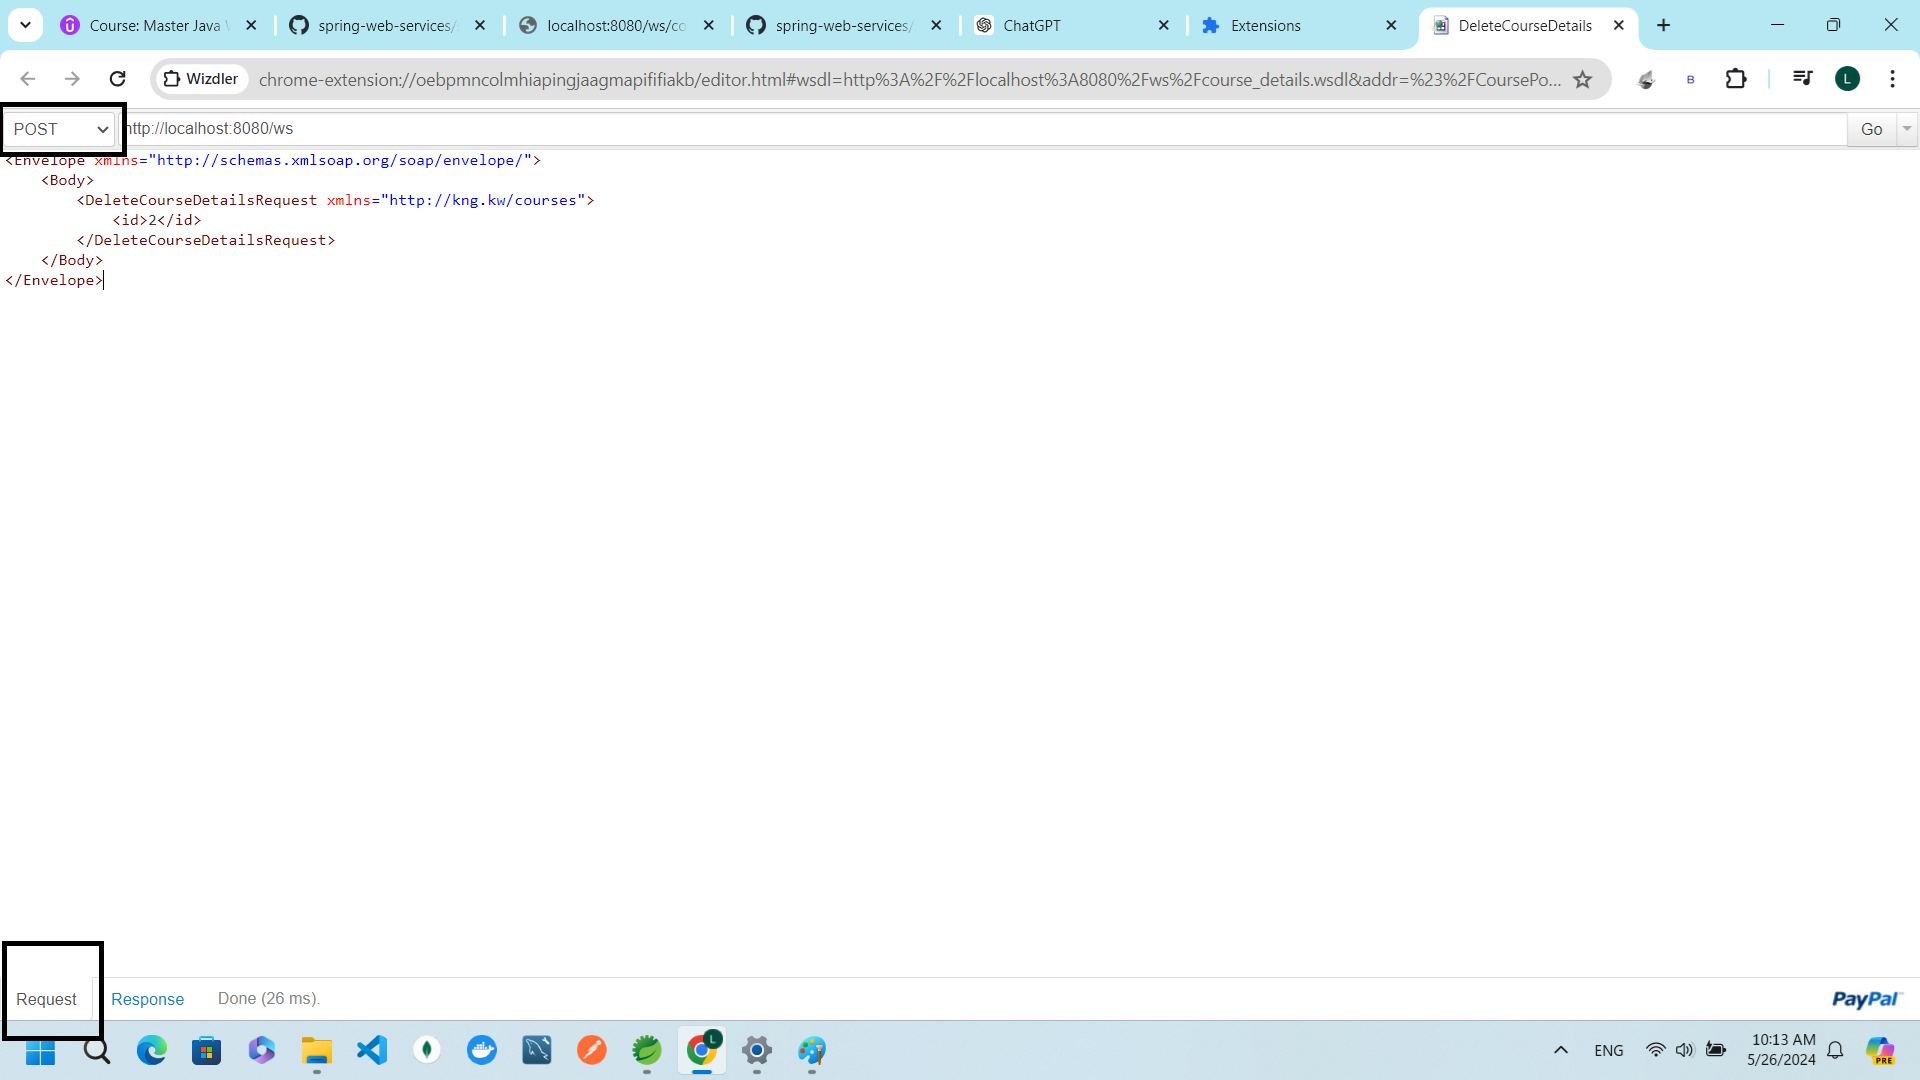 Course: Master Java
spring-web-services/
localhost:8080/ws/co
spring-web-services/
ChatGPT
Extensions
DeleteCourseDetails
Wizdler
chrome-extension://oebpmncolmhiapingjaagmapififiakb/editor.html#wsdl=http%3A%2F%2Flocalhost%3A8080%2Fws%2Fcourse_details.wsdl&addr=%23%2FCoursePo...
B
L
POST
http://localhost:8080/ws
Go
<Envelope xmlns="http://schemas.xmlsoap.org/soap/envelope/">
<Body>
<DeleteCourseDetailsRequest xmlns="http://kng.kw/courses">
<id>2</id>
</DeleteCourseDetailsRequest>
</Body>
</Envelope>
Request
Response
Done (26 ms).
PayPal
L
ENG
10:13 AM
5/26/2024
PRE